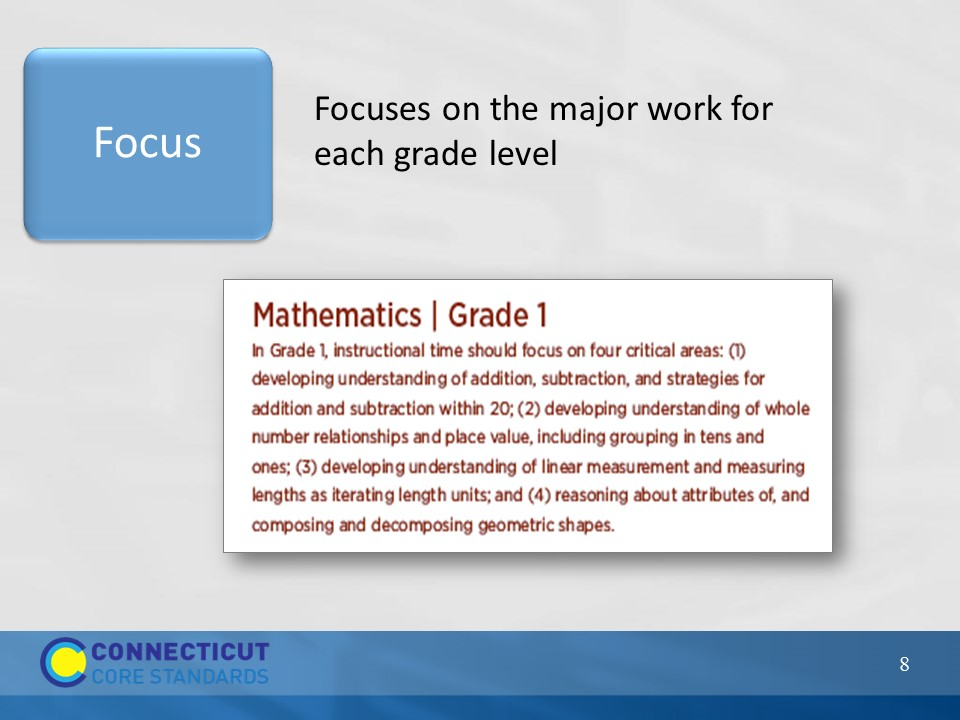 Focus
Focuses on the major work for
each grade level
Mathematics | Grade 1
In Grade 1, instructional time should focus on four critical areas: (1)
developing understanding of addition, subtraction, and strategies for
addition and subtraction within 20; (2) developing understanding of whole
number relationships and place value, including grouping in tens and
ones; (3) developing understanding of linear measurement and measuring
lengths as iterating length units; and (4) reasoning about attributes of, and
composing and decomposing geometric shapes.
CONNECTICUT
CORE STANDARDS
8